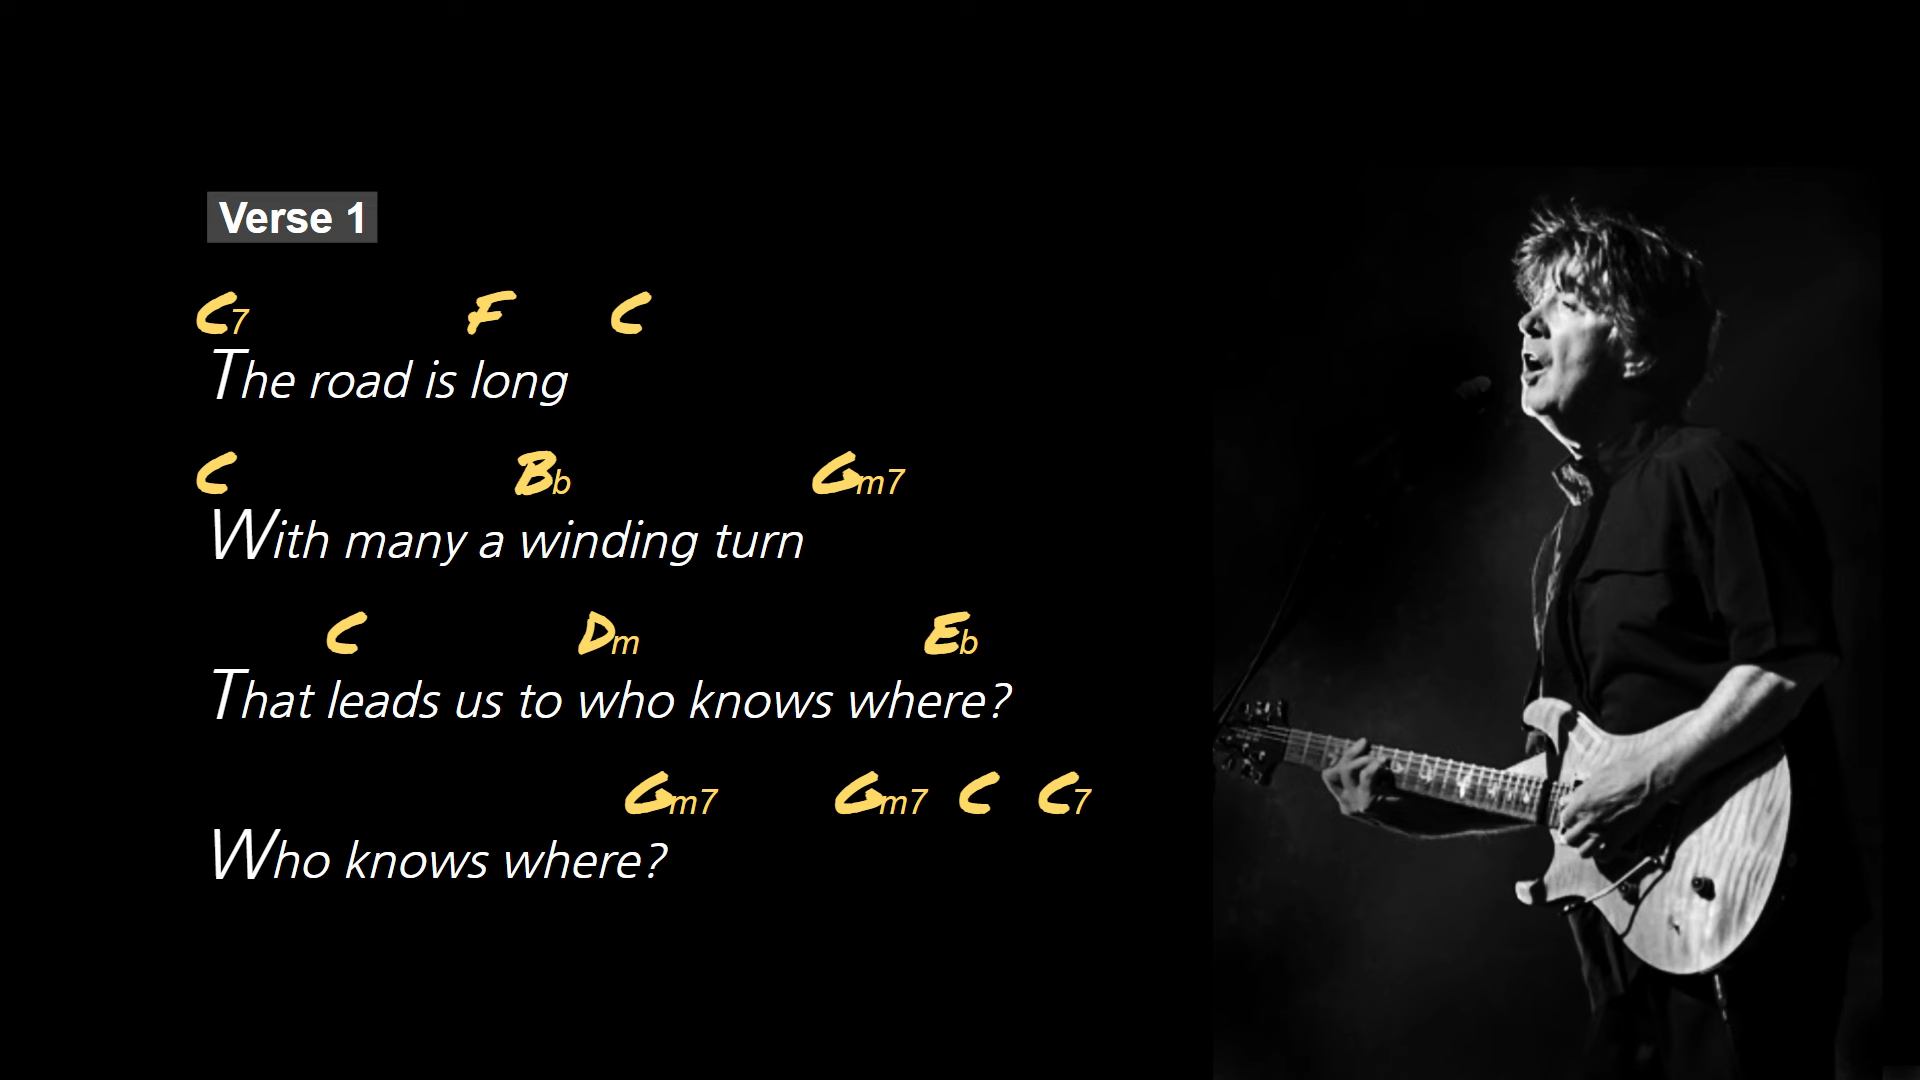 Verse 1
C7 F C
The road is long
C Bb Gm7
With many a winding turn
C Dm Eb
That leads us to who knows where?
Gm7 Gm7 C C7
Who knows where?